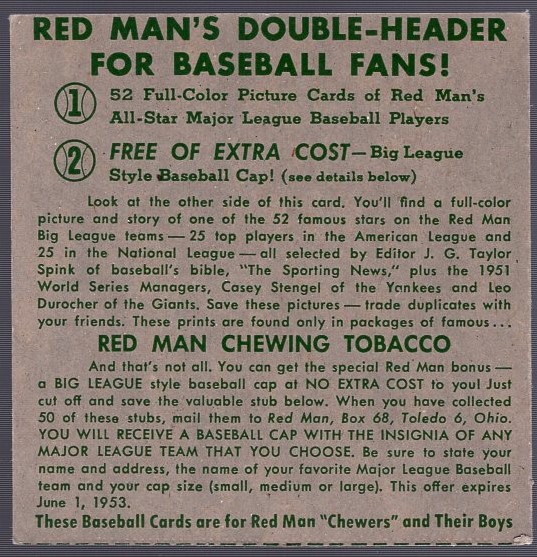 RED MAN'S DOUBLE-HEADER
FOR BASEBALL FANS!
1 52 Full-Color Picture Cards of Red Man's
All-Star Major League Baseball Players
2 FREE OF EXTRA COST—Big League
Style Baseball Cap! (see details below)
Look at the other side of this card. You'll find a full-color
picture and story of one of the 52 famous stars on the Red Man
Big League teams — 25 top players in the American League and
25 in the National League — all selected by Editor J. G. Taylor
Spink of baseball's bible, "The Sporting News," plus the 1951
World Series Managers, Casey Stengel of the Yankees and Leo
Durocher of the Giants. Save these pictures — trade duplicates with
your friends. These prints are found only in packages of famous...
RED MAN CHEWING TOBACCO
And that's not all. You can get the special Red Man bonus —
a BIG LEAGUE style baseball cap at NO EXTRA COST to you! Just
cut off and save the valuable stub below. When you have collected
50 of these stubs, mail them to Red Man, Box 68, Toledo 6, Ohio.
YOU WILL RECEIVE A BASEBALL CAP WITH THE INSIGNIA OF ANY
MAJOR LEAGUE TEAM THAT YOU CHOOSE. Be sure to state your
name and address, the name of your favorite Major League Baseball
team and your cap size (small, medium or large). This offer expires
June 1, 1953.
These Baseball Cards are for Red Man "Chewers" and Their Boys